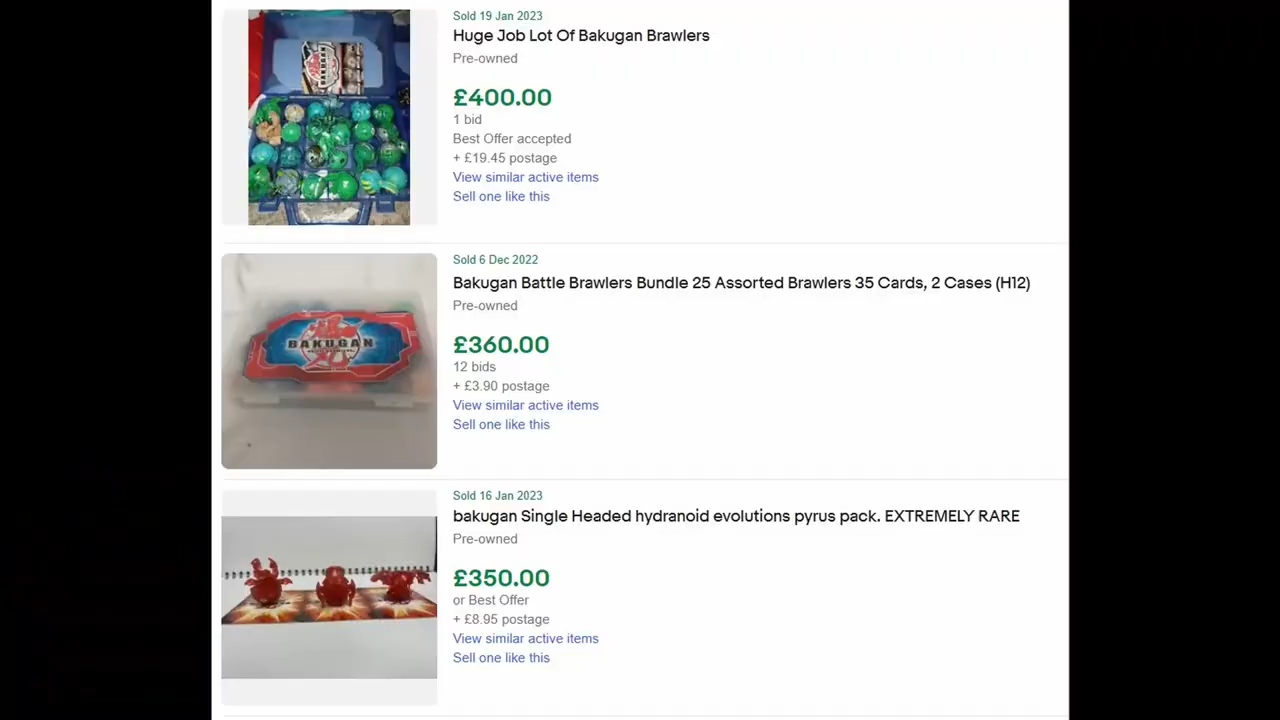 Sold 19 Jan 2023
Huge Job Lot Of Bakugan Brawlers
Pre-owned
£400.00
1 bid
Best Offer accepted
+ £19.45 postage
View similar active items
Sell one like this
Sold 6 Dec 2022
Bakugan Battle Brawlers Bundle 25 Assorted Brawlers 35 Cards, 2 Cases (H12)
Pre-owned
BAKUGAN
£360.00
12 bids
+ £3.90 postage
View similar active items
Sell one like this
Sold 16 Jan 2023
bakugan Single Headed hydranoid evolutions pyrus pack. EXTREMELY RARE
Pre-owned
£350.00
or Best Offer
+ £8.95 postage
View similar active items
Sell one like this